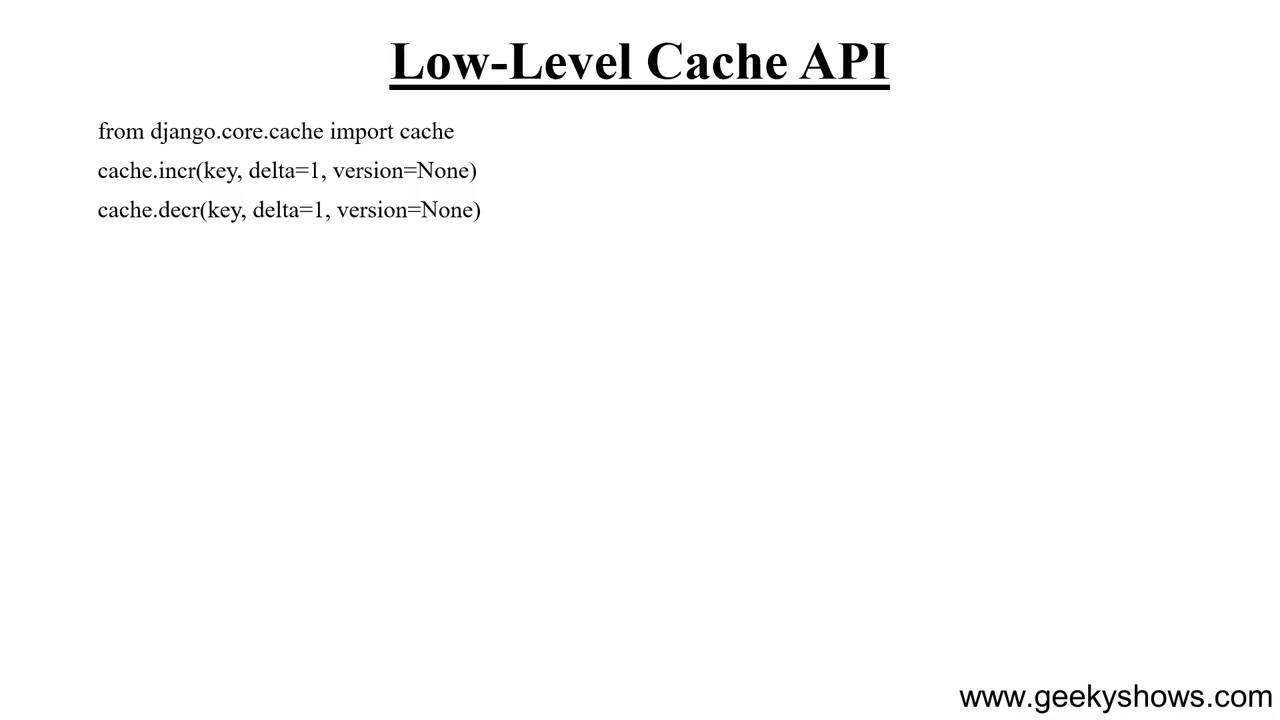 Low-Level Cache API
from django.core.cache import cache
cache.incr(key, delta=1, version=None)
cache.decr(key, delta=1, version=None)
www.geekyshows.com